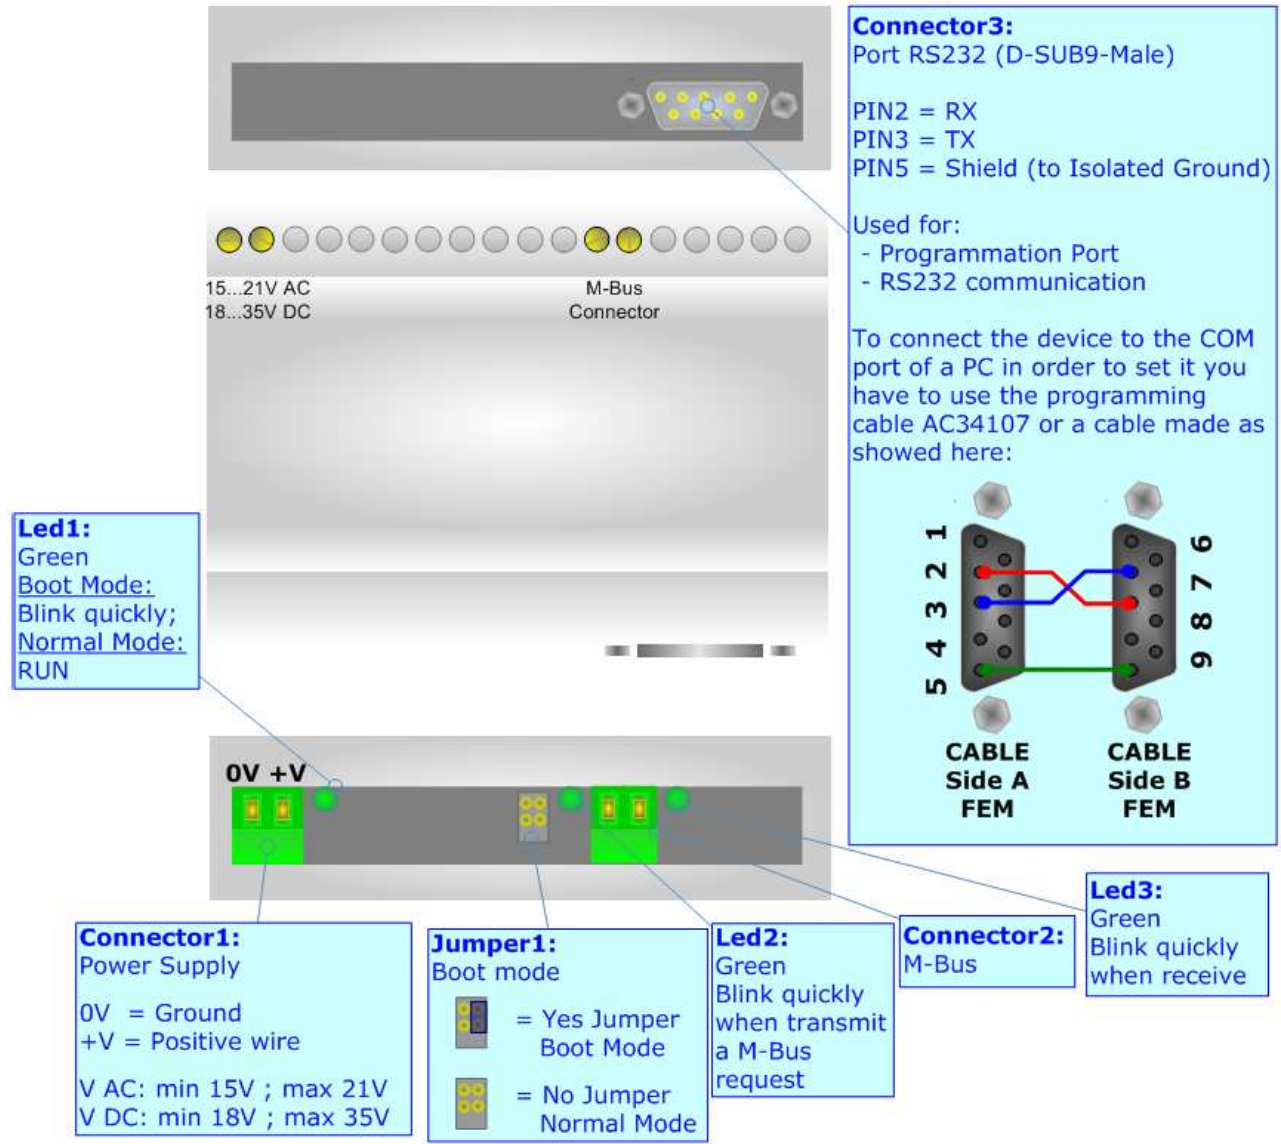 Connector3:
Port RS232 (D-SUB9-Male)
PIN2 = RX
PIN3 = TX
PIN5 = Shield (to Isolated Ground)
Used for:
- Programmation Port
- RS232 communication
To connect the device to the COM
port of a PC in order to set it you
have to use the programming
cable AC34107 or a cable made as
showed here:
1
2
3
4
5
6
7
8
9
CABLE
Side A
FEM
CABLE
Side B
FEM
15...21V AC
18...35V DC
M-Bus
Connector
Led1:
Green
Boot Mode:
Blink quickly;
Normal Mode:
RUN
0V +V
Connector1:
Power Supply
0V = Ground
+V = Positive wire
V AC: min 15V ; max 21V
V DC: min 18V ; max 35V
Jumper1:
Boot mode
= Yes Jumper
Boot Mode
= No Jumper
Normal Mode
Led2:
Green
Blink quickly
when transmit
a M-Bus
request
Connector2:
M-Bus
Led3:
Green
Blink quickly
when receive